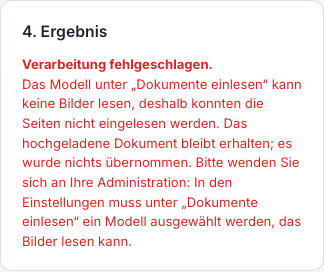 4. Ergebnis
Verarbeitung fehlgeschlagen.
Das Modell unter „Dokumente einlesen“ kann
keine Bilder lesen, deshalb konnten die
Seiten nicht eingelesen werden. Das
hochgeladene Dokument bleibt erhalten; es
wurde nichts übernommen. Bitte wenden Sie
sich an Ihre Administration: In den
Einstellungen muss unter „Dokumente
einlesen“ ein Modell ausgewählt werden, das
Bilder lesen kann.